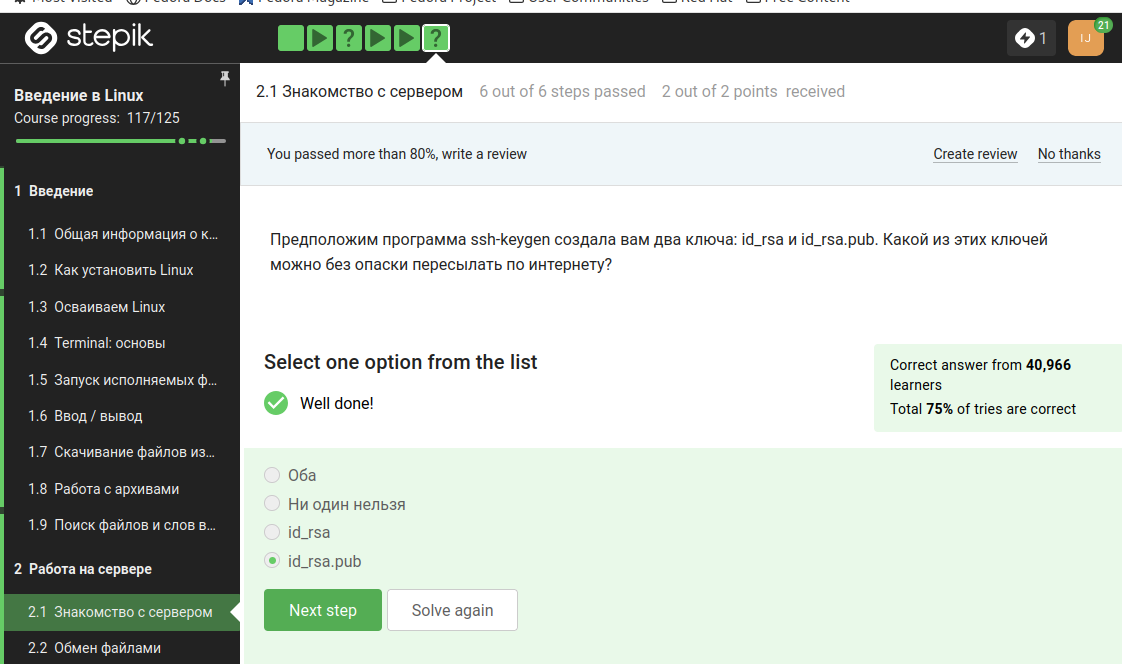 stepik
? ?
1
IJ
21
Введение в Linux
Course progress: 117/125
1 Введение
1.1 Общая информация о к...
1.2 Как установить Linux
1.3 Осваиваем Linux
1.4 Terminal: основы
1.5 Запуск исполняемых ф...
1.6 Ввод / вывод
1.7 Скачивание файлов из...
1.8 Работа с архивами
1.9 Поиск файлов и слов в...
2 Работа на сервере
2.1 Знакомство с сервером
2.2 Обмен файлами
2.1 Знакомство с сервером 6 out of 6 steps passed 2 out of 2 points received
You passed more than 80%, write a review
Create review No thanks
Предположим программа ssh-keygen создала вам два ключа: id_rsa и id_rsa.pub. Какой из этих ключей
можно без опаски пересылать по интернету?
Select one option from the list
Well done!
Correct answer from 40,966
learners
Total 75% of tries are correct
Оба
Ни один нельзя
id_rsa
id_rsa.pub
Next step Solve again